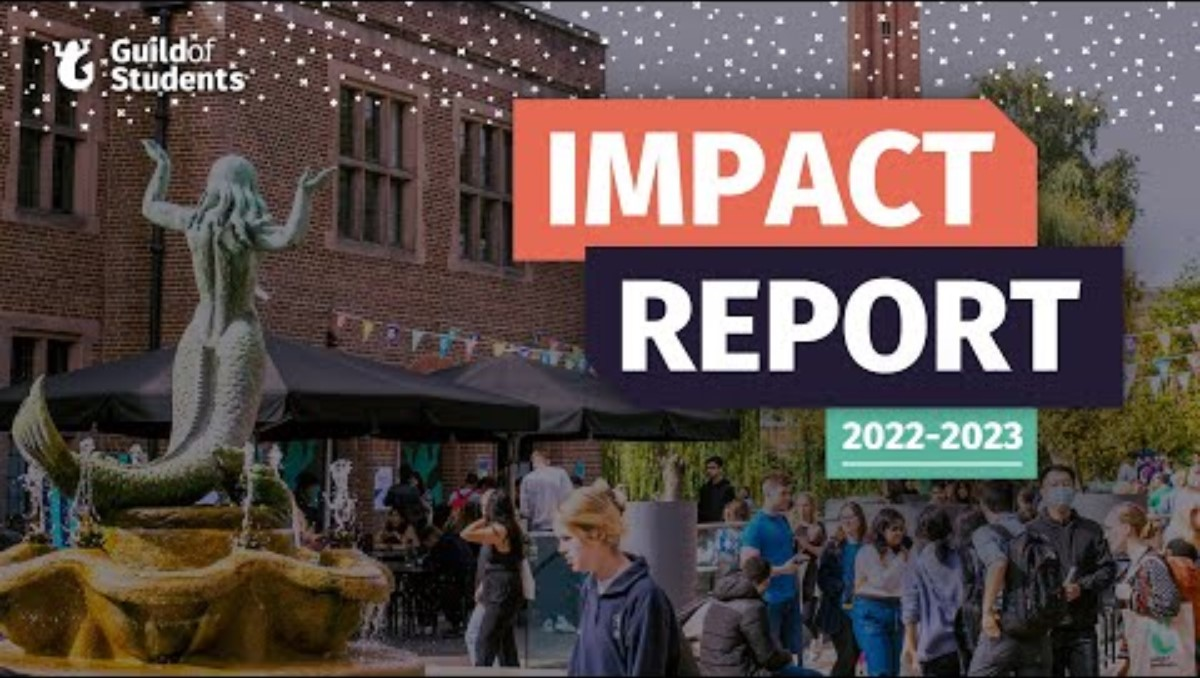 Guild of
Students
IMPACT
REPORT
2022-2023